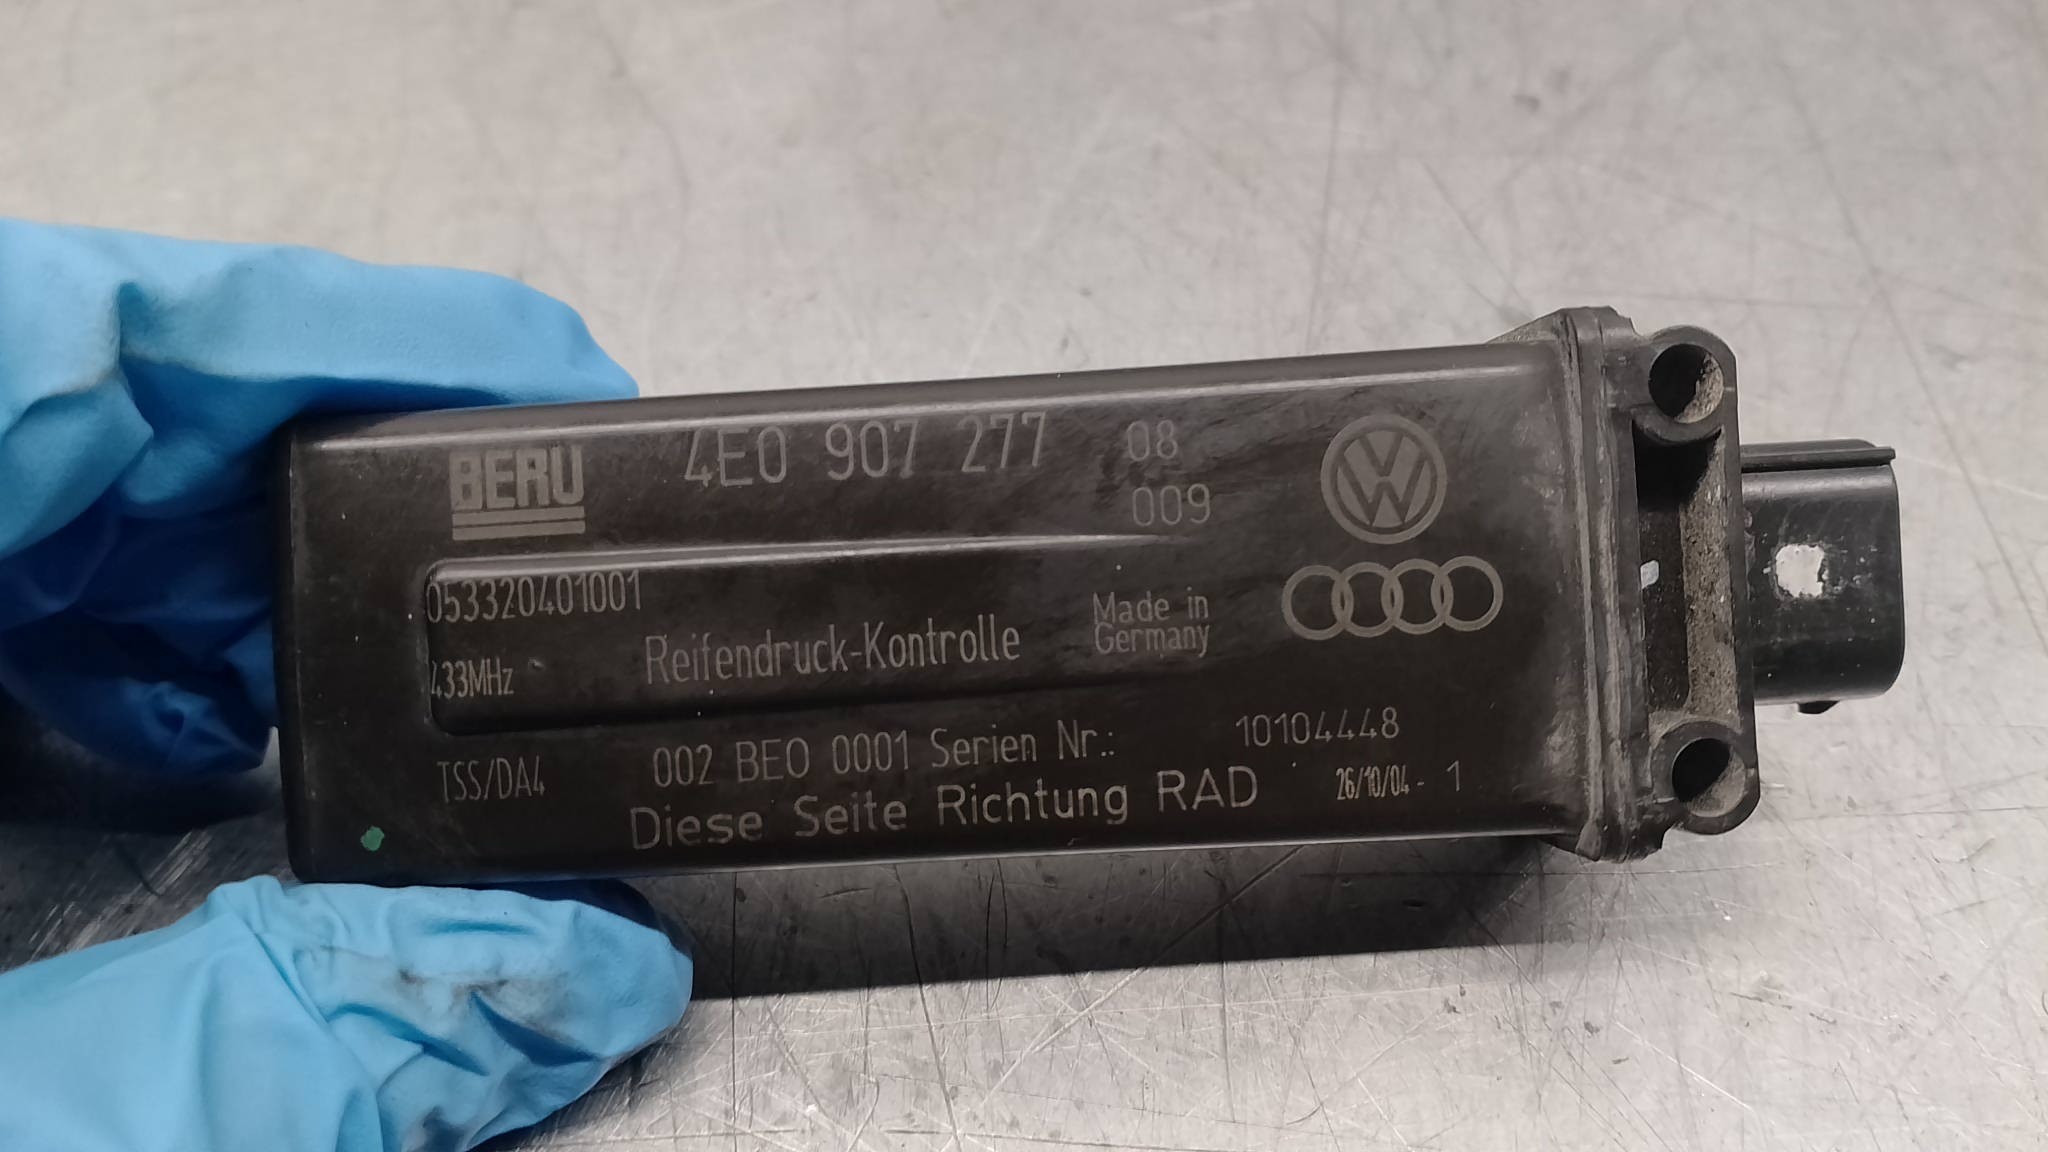 BERU 4E0 907 277 08
009
053320401001
433MHz Reifendruck-Kontrolle Made in
Germany
TSS/DA4 002 BE0 0001 Serien Nr.: 10104448
Diese Seite Richtung RAD 26/10/04 - 1